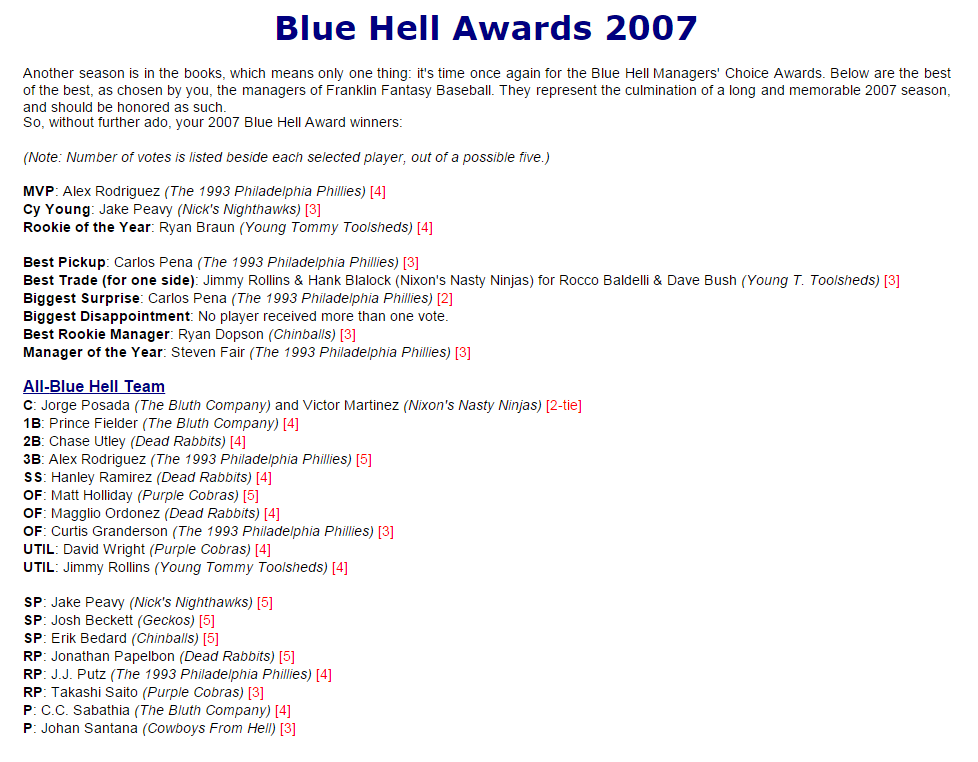 Blue Hell Awards 2007
Another season is in the books, which means only one thing: it's time once again for the Blue Hell Managers' Choice Awards. Below are the best
of the best, as chosen by you, the managers of Franklin Fantasy Baseball. They represent the culmination of a long and memorable 2007 season,
and should be honored as such.
So, without further ado, your 2007 Blue Hell Award winners:
(Note: Number of votes is listed beside each selected player, out of a possible five.)
MVP: Alex Rodriguez (The 1993 Philadelphia Phillies) [4]
Cy Young: Jake Peavy (Nick's Nighthawks) [3]
Rookie of the Year: Ryan Braun (Young Tommy Toolsheds) [4]
Best Pickup: Carlos Pena (The 1993 Philadelphia Phillies) [3]
Best Trade (for one side): Jimmy Rollins & Hank Blalock (Nixon's Nasty Ninjas) for Rocco Baldelli & Dave Bush (Young T. Toolsheds) [3]
Biggest Surprise: Carlos Pena (The 1993 Philadelphia Phillies) [2]
Biggest Disappointment: No player received more than one vote.
Best Rookie Manager: Ryan Dopson (Chinballs) [3]
Manager of the Year: Steven Fair (The 1993 Philadelphia Phillies) [3]
All-Blue Hell Team
C: Jorge Posada (The Bluth Company) and Victor Martinez (Nixon's Nasty Ninjas) [2-tie]
1B: Prince Fielder (The Bluth Company) [4]
2B: Chase Utley (Dead Rabbits) [4]
3B: Alex Rodriguez (The 1993 Philadelphia Phillies) [5]
SS: Hanley Ramirez (Dead Rabbits) [4]
OF: Matt Holliday (Purple Cobras) [5]
OF: Magglio Ordonez (Dead Rabbits) [4]
OF: Curtis Granderson (The 1993 Philadelphia Phillies) [3]
UTIL: David Wright (Purple Cobras) [4]
UTIL: Jimmy Rollins (Young Tommy Toolsheds) [4]
SP: Jake Peavy (Nick's Nighthawks) [5]
SP: Josh Beckett (Geckos) [5]
SP: Erik Bedard (Chinballs) [5]
RP: Jonathan Papelbon (Dead Rabbits) [5]
RP: J.J. Putz (The 1993 Philadelphia Phillies) [4]
RP: Takashi Saito (Purple Cobras) [3]
P: C.C. Sabathia (The Bluth Company) [4]
P: Johan Santana (Cowboys From Hell) [3]